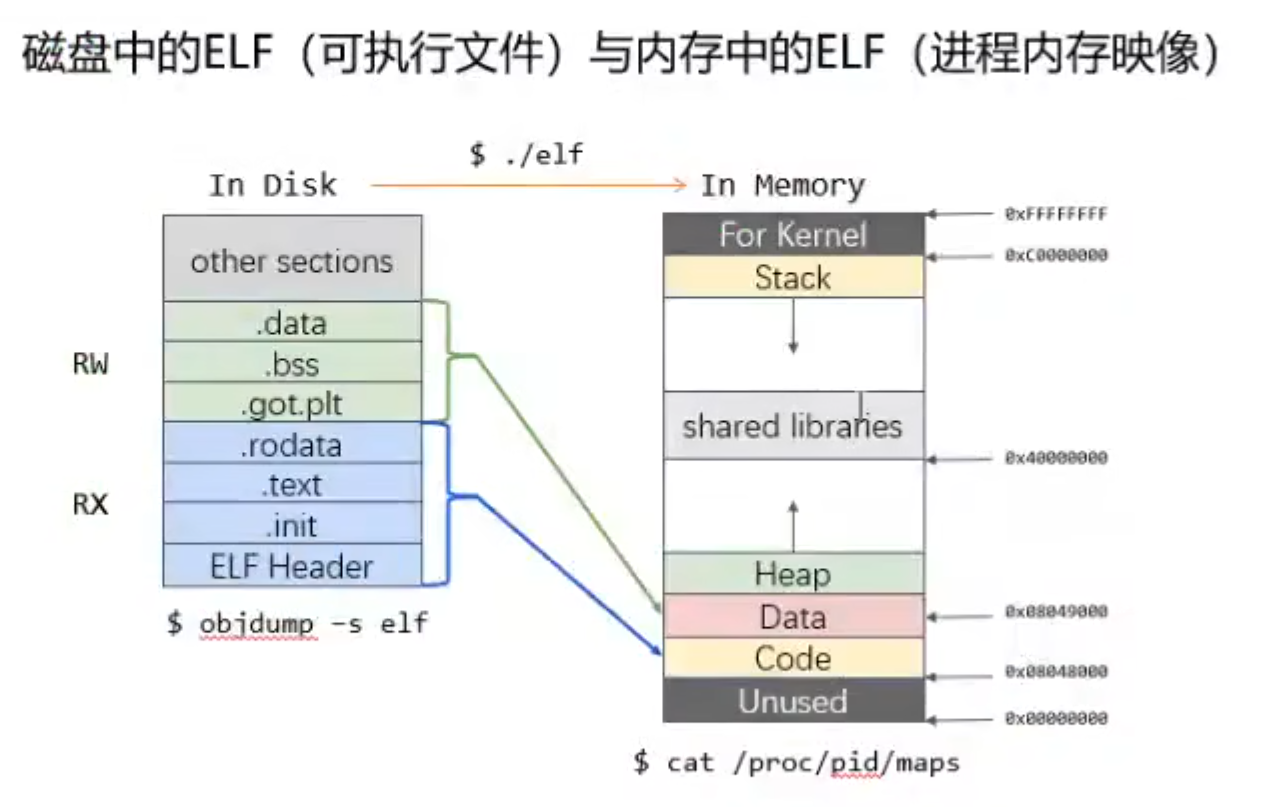 磁盘中的ELF（可执行文件）与内存中的ELF（进程内存映像）
$ ./elf
In Disk
In Memory
other sections
.data
.bss
.got.plt
.rodata
.text
.init
ELF Header
RW
RX
$ objdump -s elf
For Kernel
Stack
shared libraries
Heap
Data
Code
Unused
0xFFFFFFFF
0xC0000000
0x40000000
0x08049000
0x08048000
0x00000000
$ cat /proc/pid/maps